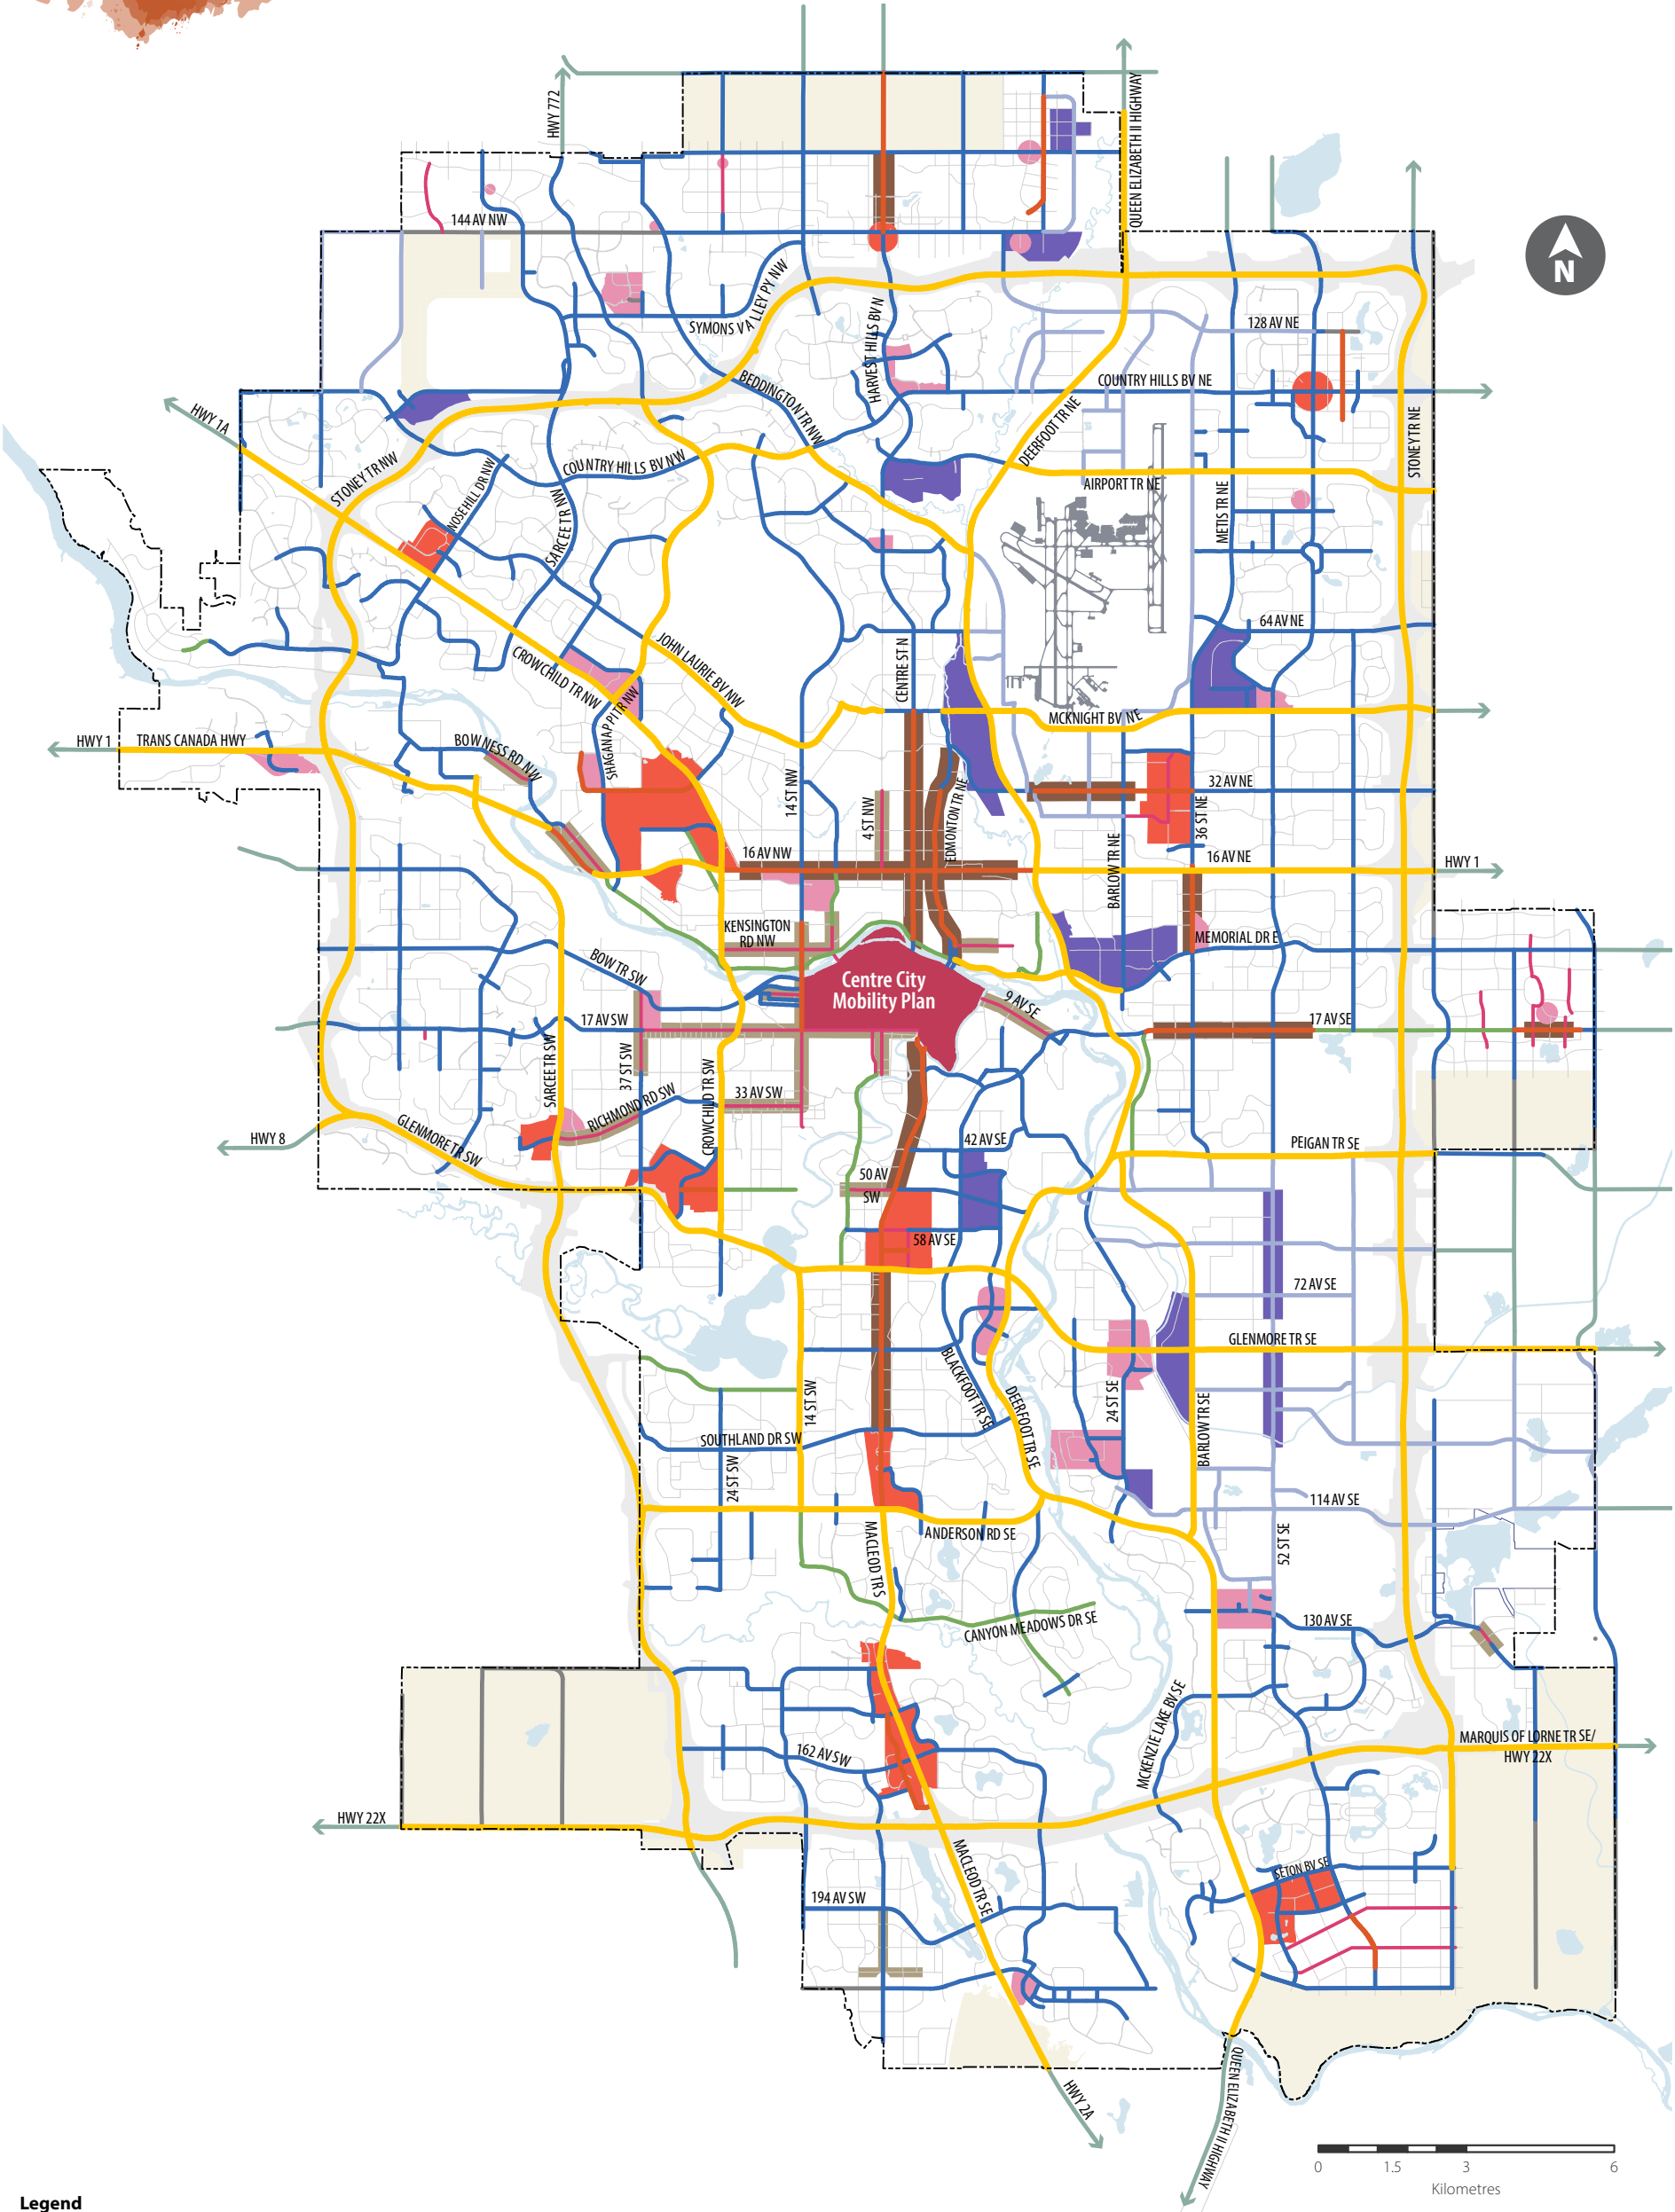 HWY 772
QUEEN ELIZABETH II HIGHWAY
144 AV NW
N
SYMONS VALLEY PY NW
HARVEST HILLS BV N
128 AV NE
BEDDINGTON TR NW
COUNTRY HILLS BV NE
DEERFOOT TR NE
STONEY TR NE
HWY 1A
STONEY TR NW
NOSEHILL DR NW
COUNTRY HILLS BV NW
SARCEE TR NW
AIRPORT TR NE
METIS TR NE
64 AV NE
CROWCHILD TR NW
JOHN LAURIE BV NW
CENTRE ST N
SHAGANAPPI TR NW
MCKNIGHT BV NE
HWY 1
TRANS CANADA HWY
BOWNESS RD NW
14 ST NW
4 ST NW
EDMONTON TR NE
32 AV NE
36 ST NE
BARLOW TR NE
16 AV NW
16 AV NE
HWY 1
KENSINGTON
RD NW
MEMORIAL DR E
BOW TR SW
Centre City
Mobility Plan
9 AV SE
17 AV SW
17 AV SE
SARCEE TR SW
37 ST SW
CROWCHILD TR SW
RICHMOND RD SW
33 AV SW
HWY 8
GLENMORE TR SW
42 AV SE
PEIGAN TR SE
50 AV
SW
58 AV SE
72 AV SE
GLENMORE TR SE
BLACKFOOT TR SE
DEERFOOT TR SE
14 ST SW
24 ST SE
BARLOW TR SE
SOUTHLAND DR SW
24 ST SW
114 AV SE
ANDERSON RD SE
MACLEOD TR S
52 ST SE
CANYON MEADOWS DR SE
130 AV SE
MCKENZIE LAKE BV SE
162 AV SW
MARQUIS OF LORNE TR SE/
HWY 22X
HWY 22X
MACLEOD TR SE
SETON BV SE
194 AV SW
HWY 2A
QUEEN ELIZABETH II HIGHWAY
0 1.5 3 6
Kilometres
Legend